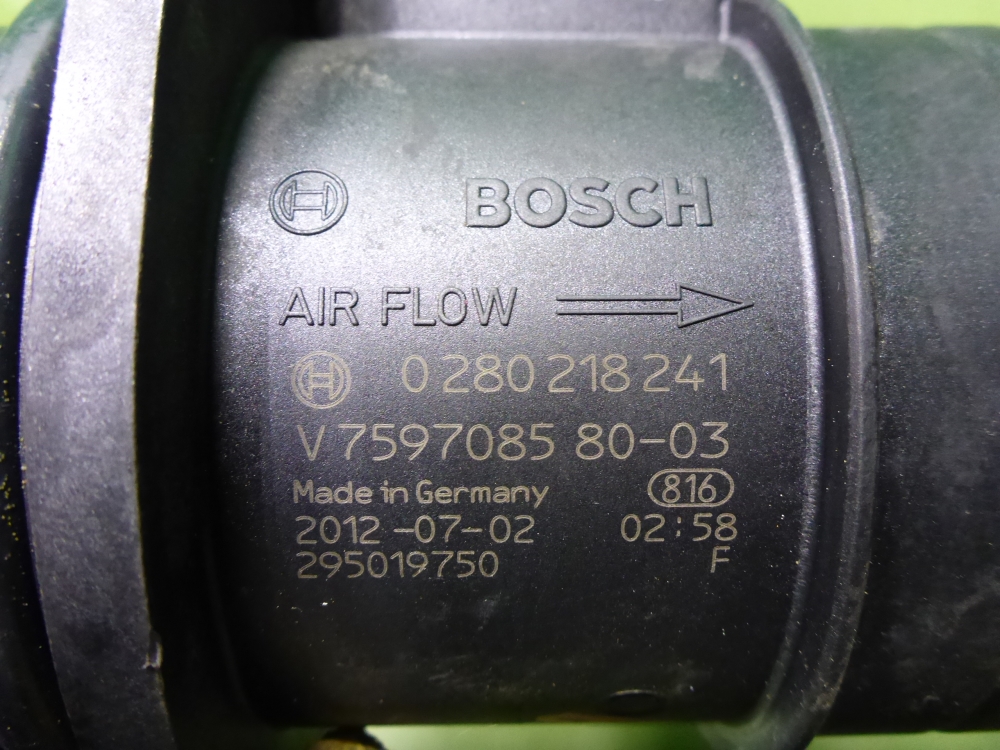 BOSCH
AIR FLOW
0 280 218 241
V 7597085 80-03
Made in Germany 816
2012-07-02 02:58
295019750 F